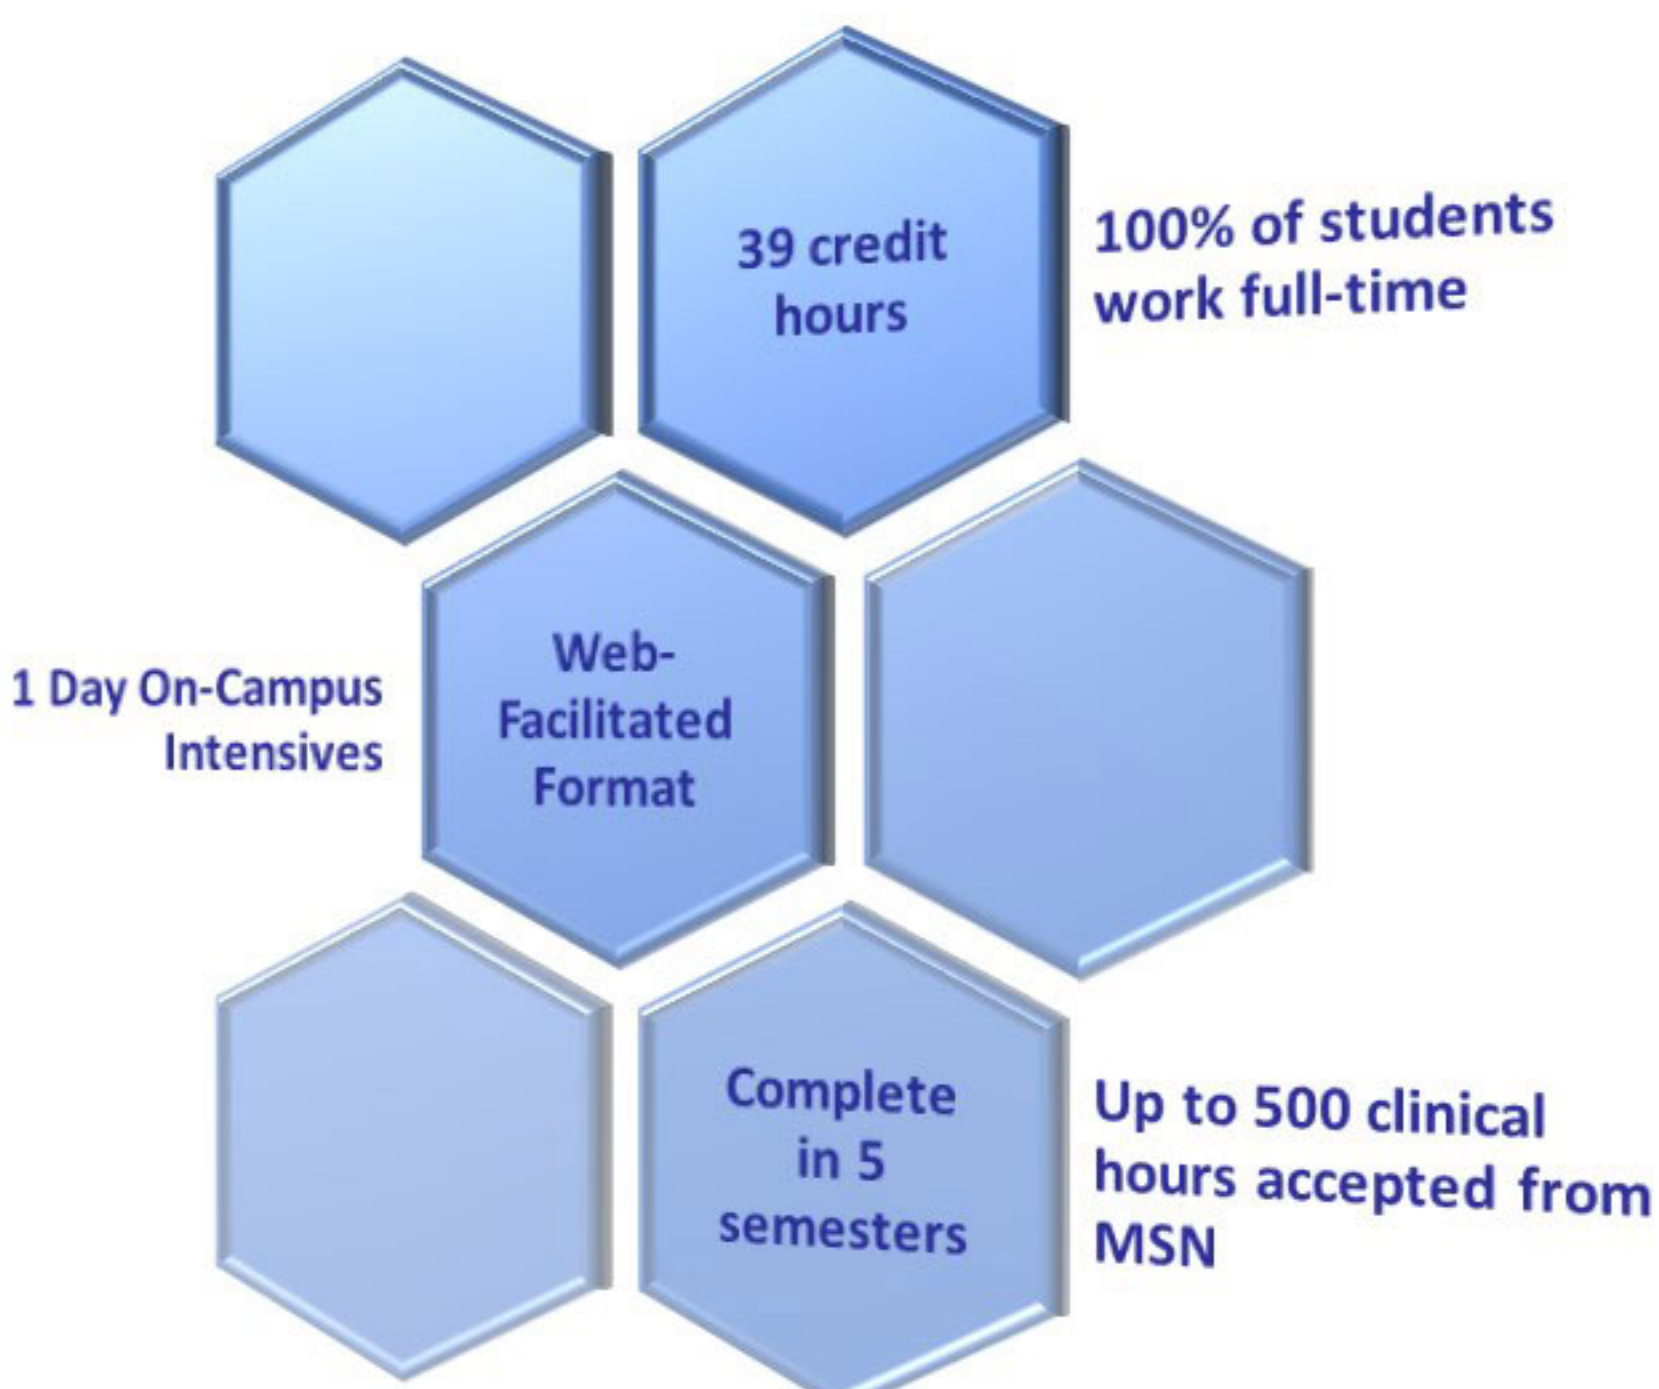 39 credit
hours
100% of students
work full-time
1 Day On-Campus
Intensives
Web-
Facilitated
Format
Complete
in 5
semesters
Up to 500 clinical
hours accepted from
MSN